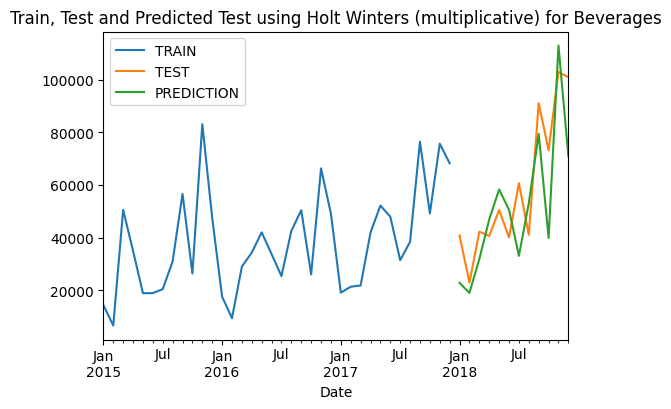 Train, Test and Predicted Test using Holt Winters (multiplicative) for Beverages
TRAIN
TEST
PREDICTION
100000
80000
60000
40000
20000
Jan Jul Jan Jul Jan Jul Jan Jul
2015 2016 2017 2018
Date